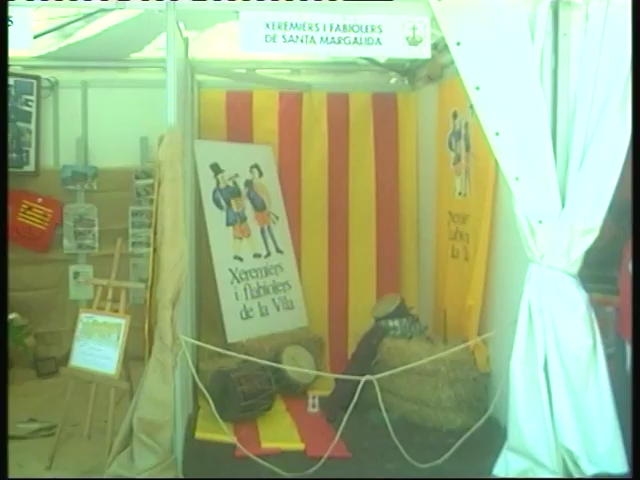 XEREMIERS I FABIOLERS
DE SANTA MARGALIDA
Xeremiers
i flabiolers
de la Vila